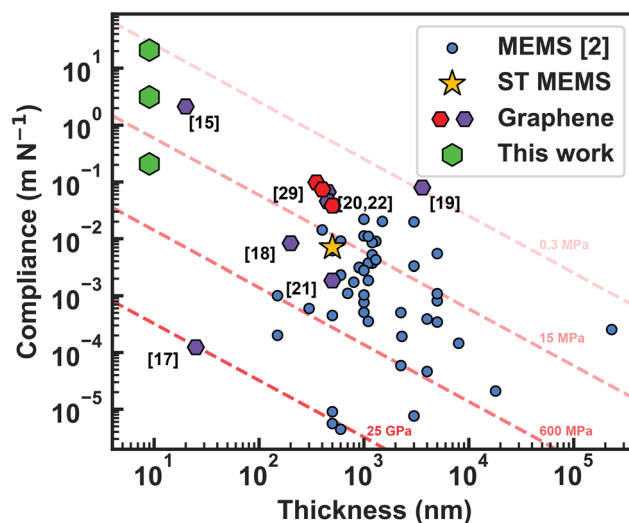 MEMS [2]
ST MEMS
Graphene
This work
[15]
[29]
[20,22]
[19]
[18]
[21]
[17]
0.3 MPa
15 MPa
600 MPa
25 GPa
Compliance (m N⁻¹)
10¹
10⁰
10⁻¹
10⁻²
10⁻³
10⁻⁴
10⁻⁵
10¹ 10² 10³ 10⁴ 10⁵
Thickness (nm)